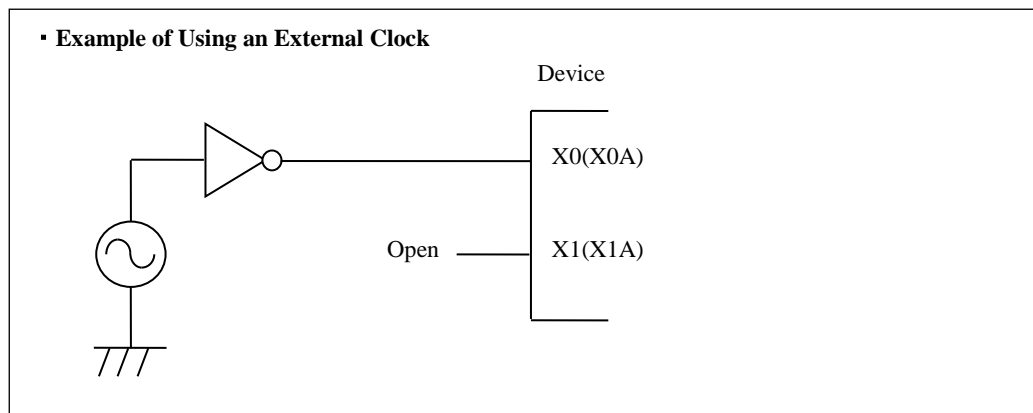 ▪ Example of Using an External Clock
Device
X0(X0A)
Open
X1(X1A)